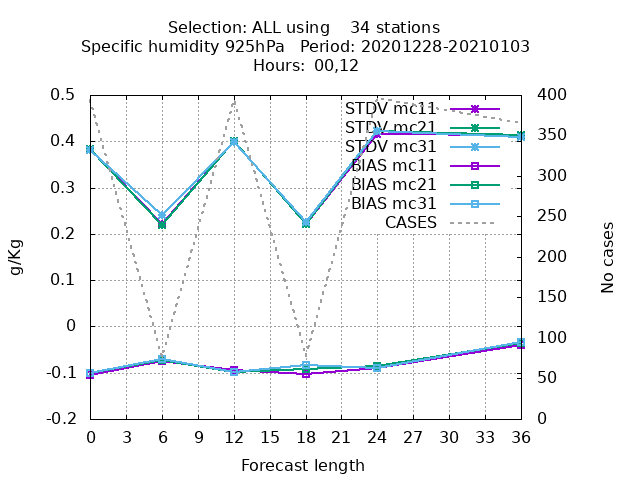 Selection: ALL using    34 stations
Specific humidity 925hPa   Period: 20201228-20210103
Hours: 00,12
0.5
0.4
0.3
0.2
0.1
0
-0.1
-0.2
g/Kg
STDV mc11
STDV mc21
STDV mc31
BIAS mc11
BIAS mc21
BIAS mc31
CASES
400
350
300
250
200
150
100
50
0
No cases
0 3 6 9 12 15 18 21 24 27 30 33 36
Forecast length